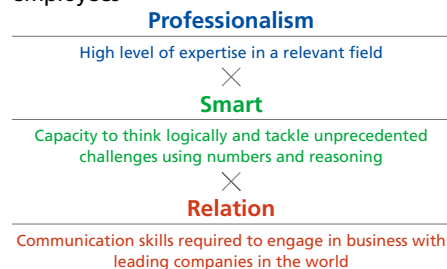 Professionalism
High level of expertise in a relevant field
×
Smart
Capacity to think logically and tackle unprecedented
challenges using numbers and reasoning
×
Relation
Communication skills required to engage in business with
leading companies in the world